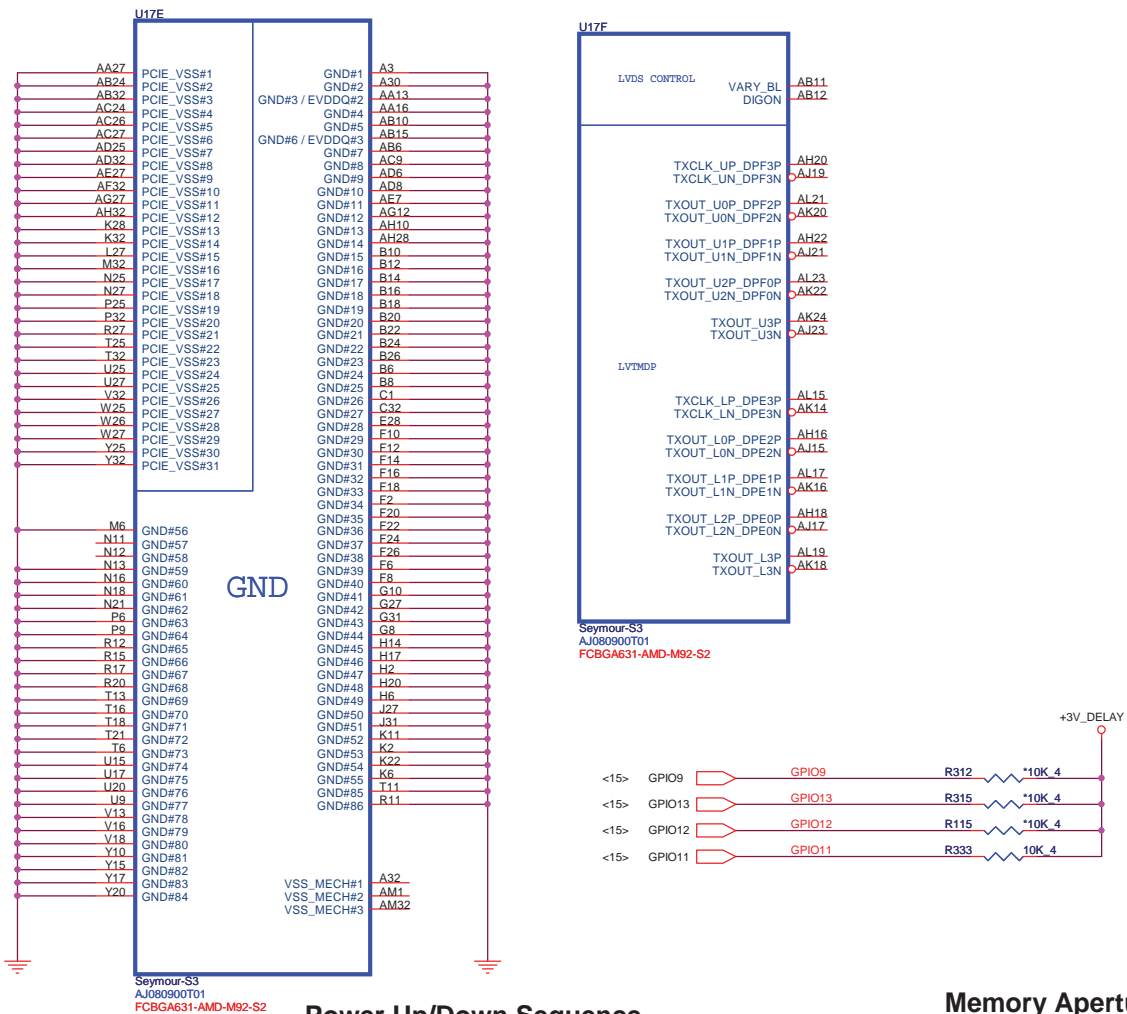 U17E
AA27 PCIE_VSS#1
AB24 PCIE_VSS#2
AB32 PCIE_VSS#3
AC24 PCIE_VSS#4
AC26 PCIE_VSS#5
AC27 PCIE_VSS#6
AD25 PCIE_VSS#7
AD32 PCIE_VSS#8
AE27 PCIE_VSS#9
AF32 PCIE_VSS#10
AG27 PCIE_VSS#11
AH32 PCIE_VSS#12
K28 PCIE_VSS#13
K32 PCIE_VSS#14
L27 PCIE_VSS#15
M32 PCIE_VSS#16
N25 PCIE_VSS#17
N27 PCIE_VSS#18
P25 PCIE_VSS#19
P32 PCIE_VSS#20
R27 PCIE_VSS#21
T25 PCIE_VSS#22
T32 PCIE_VSS#23
U25 PCIE_VSS#24
U27 PCIE_VSS#25
V32 PCIE_VSS#26
W25 PCIE_VSS#27
W26 PCIE_VSS#28
W27 PCIE_VSS#29
Y25 PCIE_VSS#30
Y32 PCIE_VSS#31
M6 GND#56
N11 GND#57
N12 GND#58
N13 GND#59
N16 GND#60
N18 GND#61
N21 GND#62
P6 GND#63
P9 GND#64
R12 GND#65
R15 GND#66
R17 GND#67
R20 GND#68
T13 GND#69
T16 GND#70
T18 GND#71
T21 GND#72
T6 GND#73
U15 GND#74
U17 GND#75
U20 GND#76
U9 GND#77
V13 GND#78
V16 GND#79
V18 GND#80
Y10 GND#81
Y15 GND#82
Y17 GND#83
Y20 GND#84
GND
GND#1 A3
GND#2 A30
GND#3 / EVDDQ#2 AA13
GND#4 AA16
GND#5 AB10
GND#6 / EVDDQ#3 AB15
GND#7 AB6
GND#8 AC9
GND#9 AD6
GND#10 AD8
GND#11 AE7
GND#12 AG12
GND#13 AH10
GND#14 AH28
GND#15 B10
GND#16 B12
GND#17 B14
GND#18 B16
GND#19 B18
GND#20 B20
GND#21 B22
GND#22 B24
GND#23 B26
GND#24 B6
GND#25 B8
GND#26 C1
GND#27 C32
GND#28 E28
GND#29 F10
GND#30 F12
GND#31 F14
GND#32 F16
GND#33 F18
GND#34 F2
GND#35 F20
GND#36 F22
GND#37 F24
GND#38 F26
GND#39 F6
GND#40 F8
GND#41 G10
GND#42 G27
GND#43 G31
GND#44 G8
GND#45 H14
GND#46 H17
GND#47 H2
GND#48 H20
GND#49 H6
GND#50 J27
GND#51 J31
GND#52 K11
GND#53 K2
GND#54 K22
GND#55 K6
GND#85 T11
GND#86 R11
VSS_MECH#1 A32
VSS_MECH#2 AM1
VSS_MECH#3 AM32
Seymour-S3
AJ080900T01
FCBGA631-AMD-M92-S2
U17F
LVDS CONTROL
VARY_BL AB11
DIGON AB12
TXCLK_UP_DPF3P AH20
TXCLK_UN_DPF3N AJ19
TXOUT_U0P_DPF2P AL21
TXOUT_U0N_DPF2N AK20
TXOUT_U1P_DPF1P AH22
TXOUT_U1N_DPF1N AJ21
TXOUT_U2P_DPF0P AL23
TXOUT_U2N_DPF0N AK22
TXOUT_U3P AK24
TXOUT_U3N AJ23
LVTMDP
TXCLK_LP_DPE3P AL15
TXCLK_LN_DPE3N AK14
TXOUT_L0P_DPE2P AH16
TXOUT_L0N_DPE2N AJ15
TXOUT_L1P_DPE1P AL17
TXOUT_L1N_DPE1N AK16
TXOUT_L2P_DPE0P AH18
TXOUT_L2N_DPE0N AJ17
TXOUT_L3P AL19
TXOUT_L3N AK18
Seymour-S3
AJ080900T01
FCBGA631-AMD-M92-S2
+3V_DELAY
<15> GPIO9 GPIO9 R312 *10K_4
<15> GPIO13 GPIO13 R315 *10K_4
<15> GPIO12 GPIO12 R115 *10K_4
<15> GPIO11 GPIO11 R333 10K_4
Power Up/Down Sequence
Memory Apertu